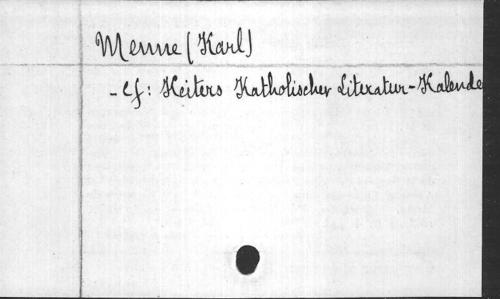 Menne (Karl)
- Cf: Keiters Katholischer Literatur-Kalende